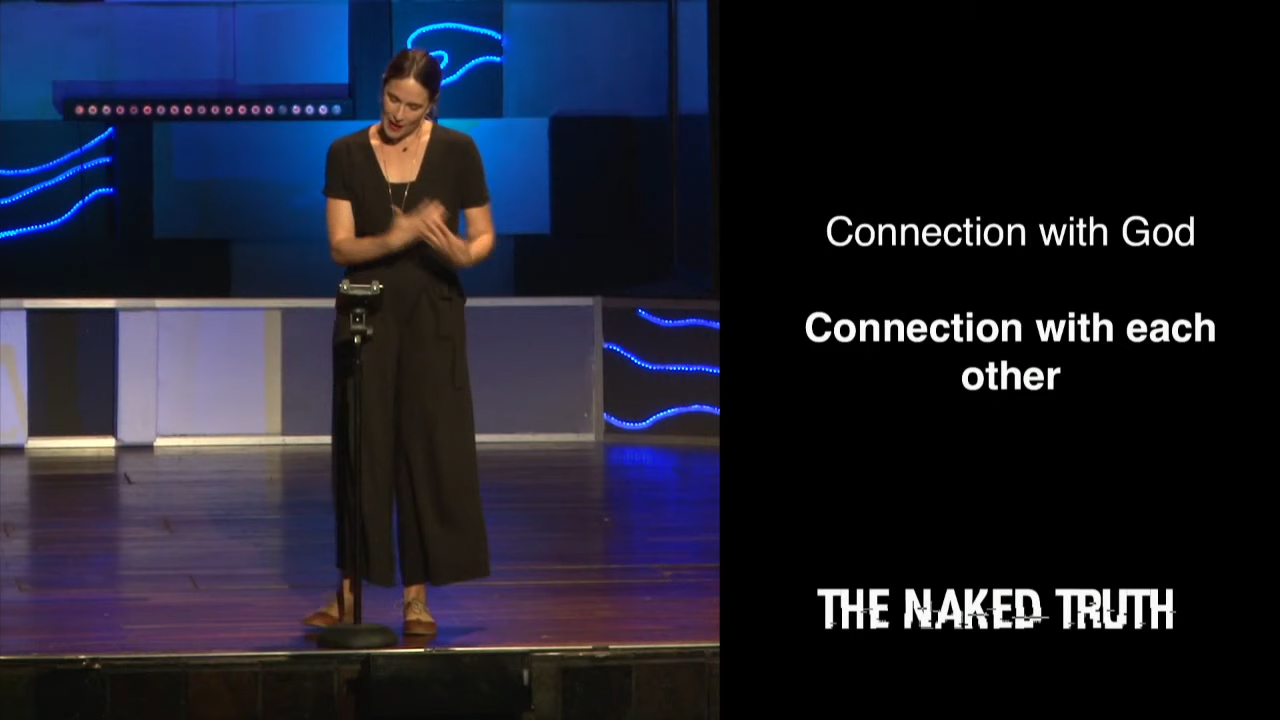 Connection with God
Connection with each
other
THE NAKED TRUTH